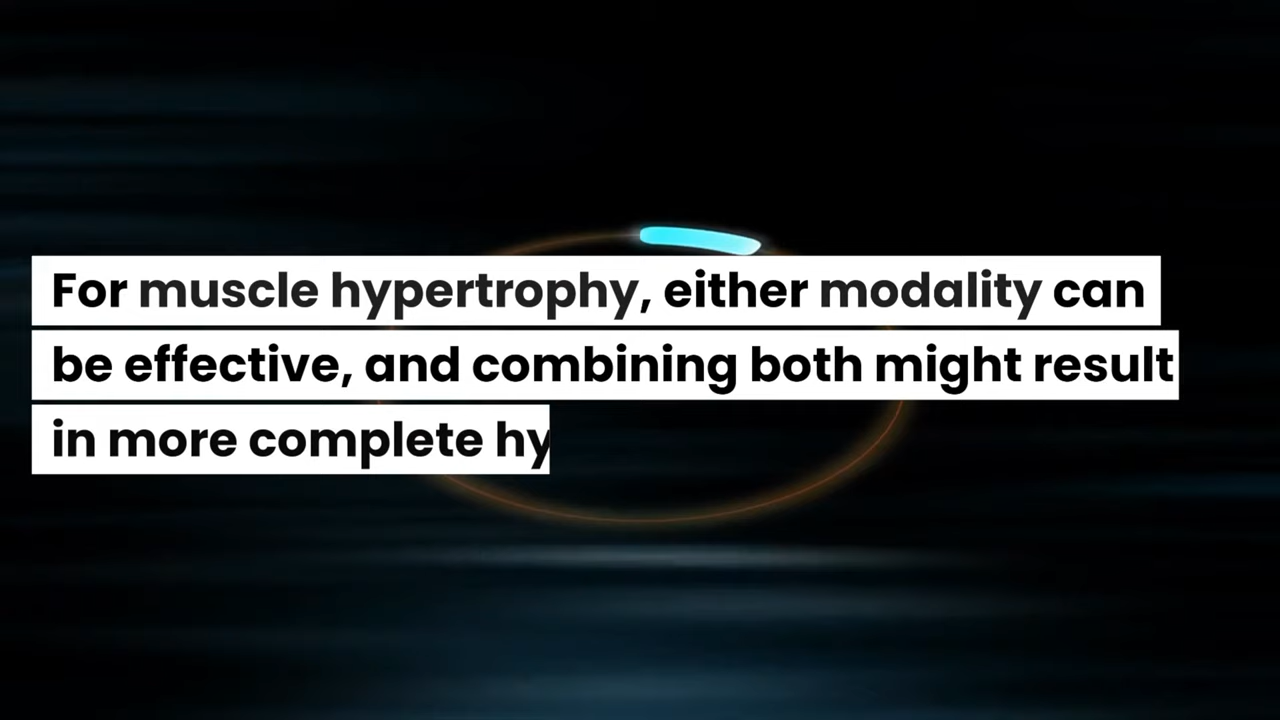 For muscle hypertrophy, either modality can
be effective, and combining both might result
in more complete hy